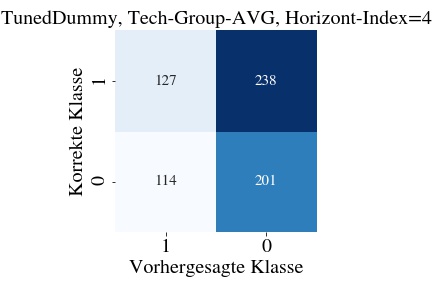 TunedDummy, Tech-Group-AVG, Horizont-Index=4
Korrekte Klasse
1
127
238
0
114
201
1
0
Vorhergesagte Klasse